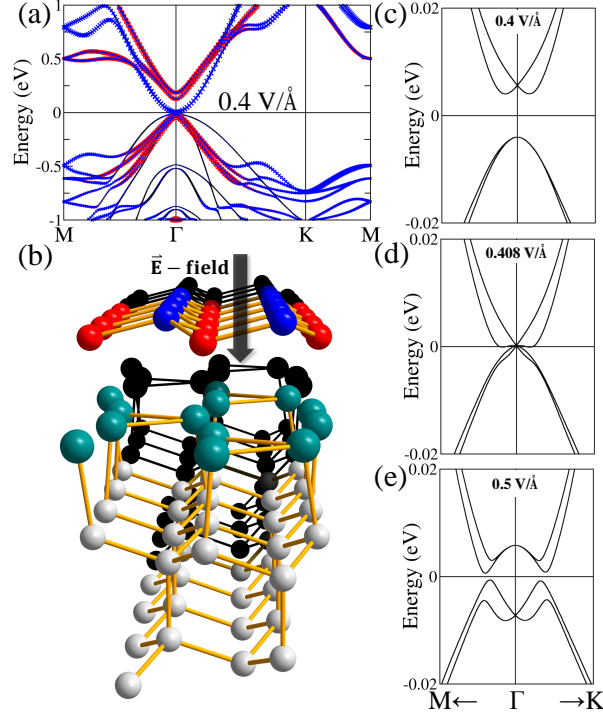 (a)
Energy (eV)
1
0.5
0
-0.5
-1
0.4 V/Å
M Γ K M
(b)
E⃗ − field
(c)
Energy (eV)
0.02
0
-0.02
0.4 V/Å
(d)
Energy (eV)
0.02
0
-0.02
0.408 V/Å
(e)
Energy (eV)
0.02
0
-0.02
0.5 V/Å
M← Γ →K